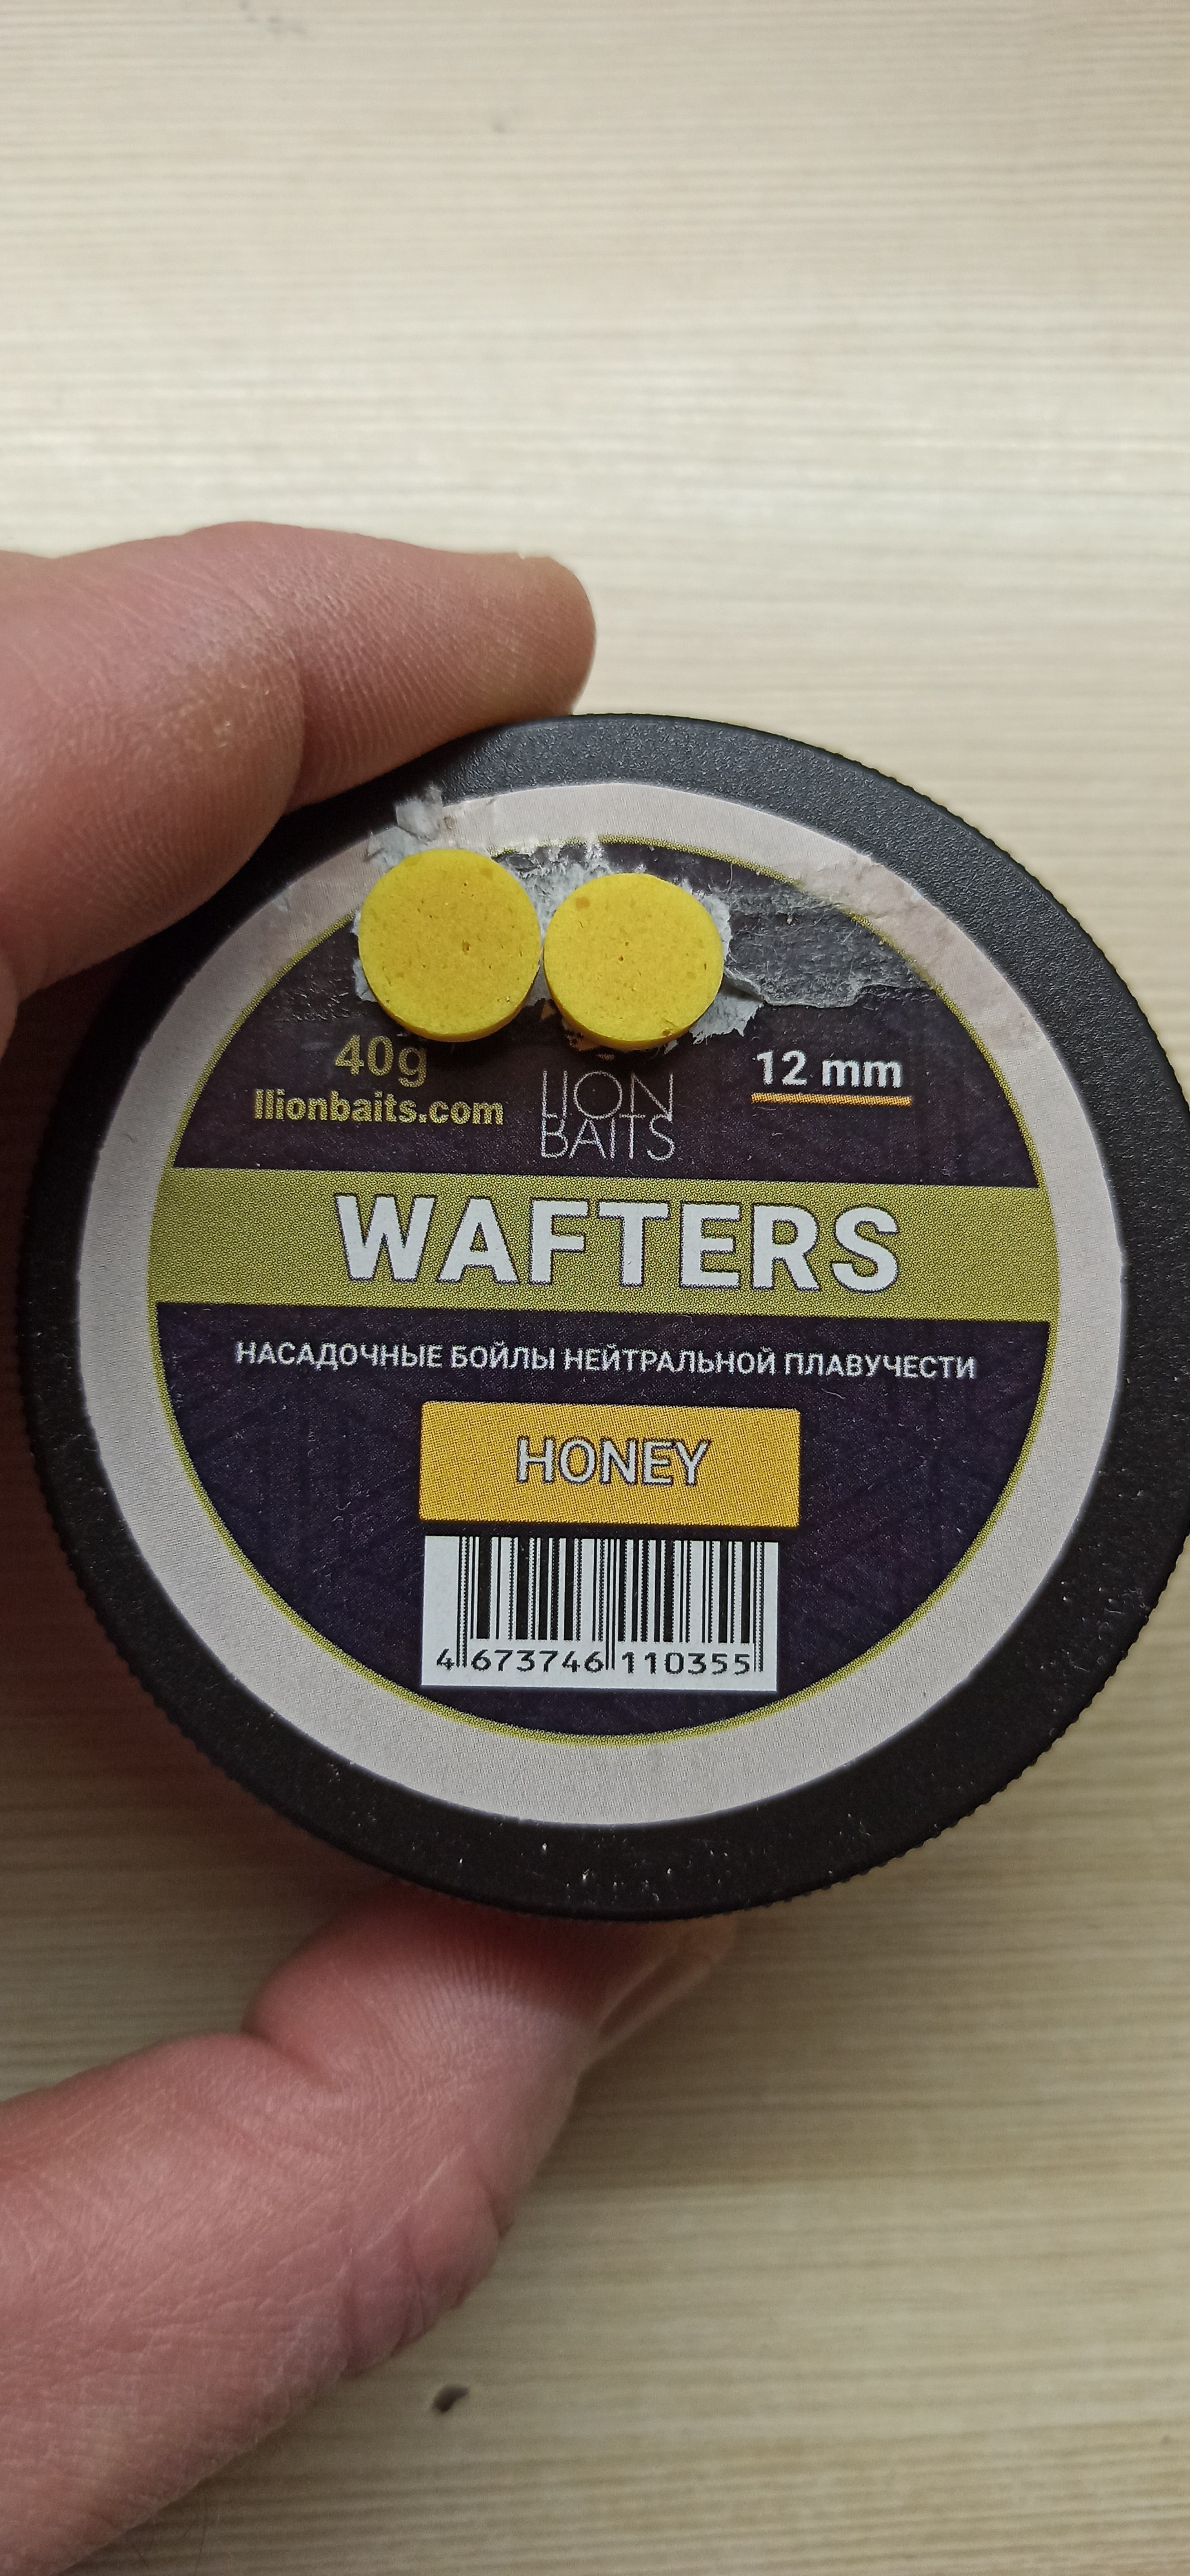 40g
llionbaits.com
LION
BAITS
12 mm
WAFTERS
НАСАДОЧНЫЕ БОЙЛЫ НЕЙТРАЛЬНОЙ ПЛАВУЧЕСТИ
HONEY
4 673746 110355